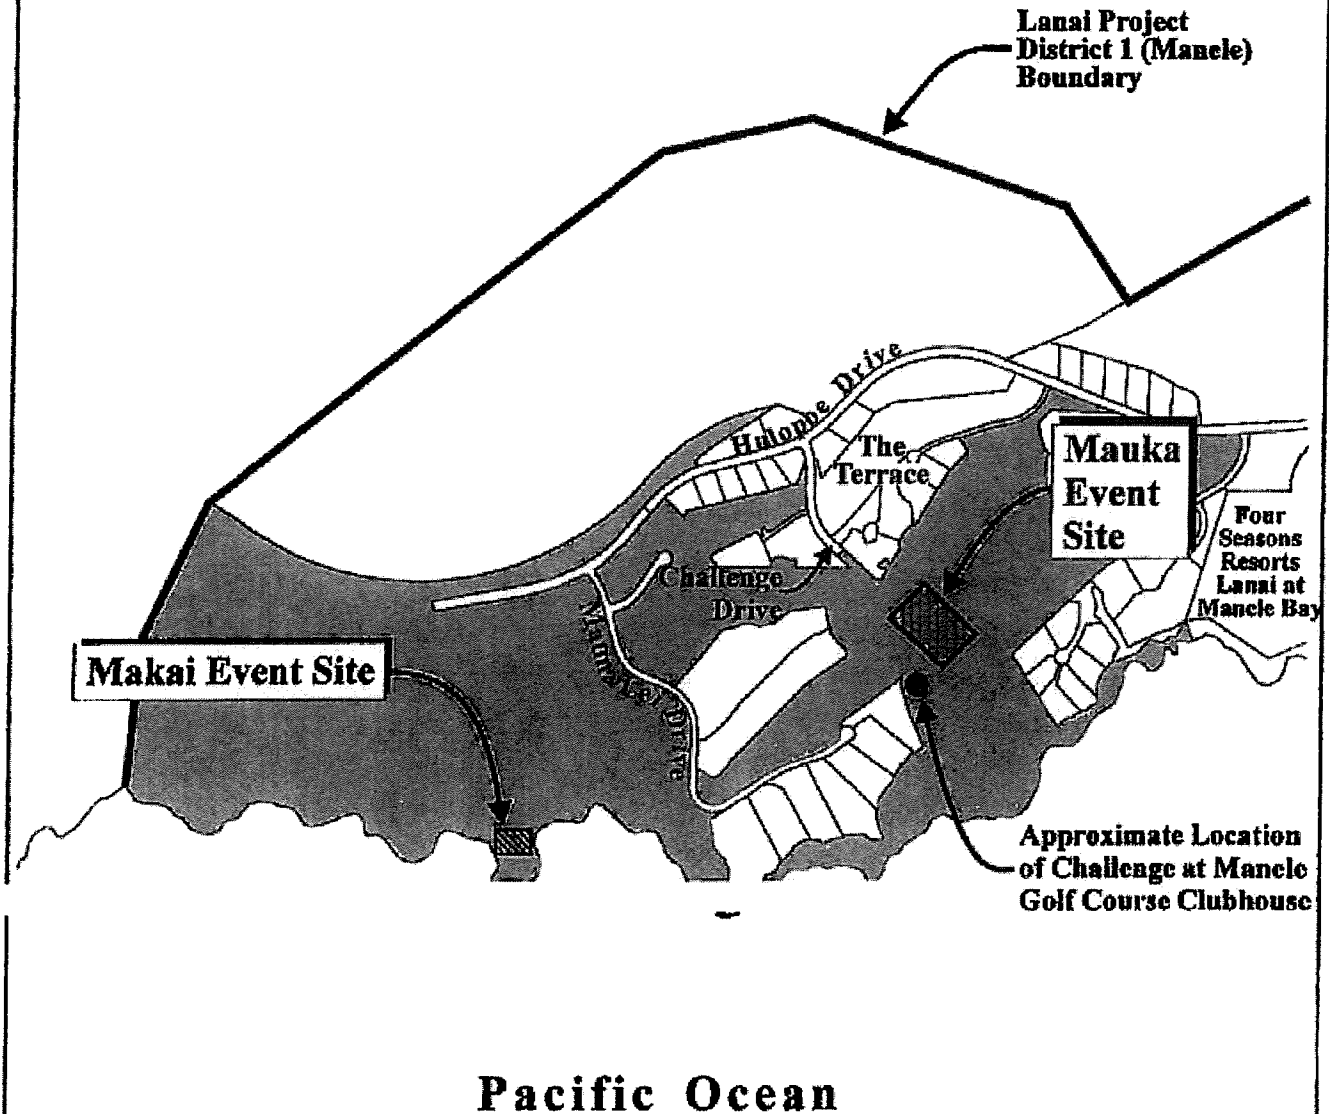 Lanai Project
District 1 (Manele)
Boundary
Hulopoe Drive
The
Terrace
Mauka
Event
Site
Four
Seasons
Resorts
Lanai at
Manele Bay
Challenge
Drive
Drive
Makai Event Site
Approximate Location
of Challenge at Manele
Golf Course Clubhouse
Pacific Ocean